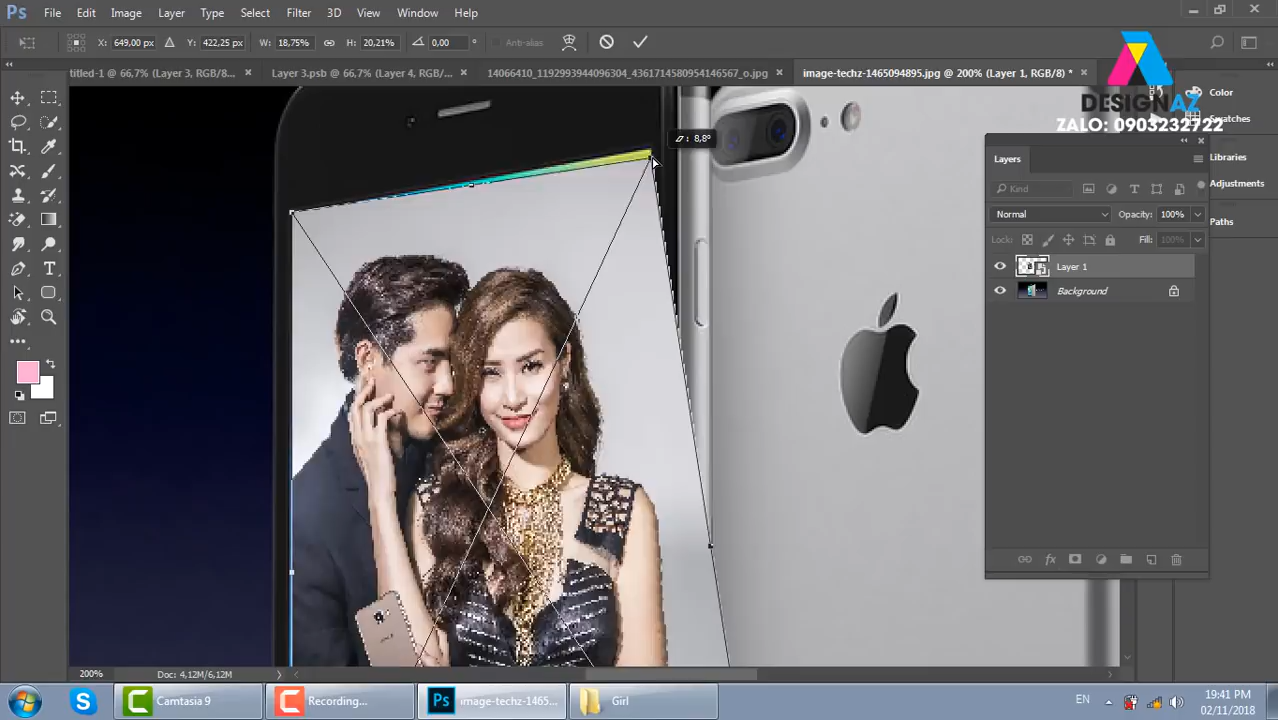 Ps File Edit Image Layer Type Select Filter 3D View Window Help
X: 649,00 px Y: 422,25 px W: 18,75% H: 20,21% 0,00 Anti-alias
titled-1 @ 66,7% (Layer 3, RGB/8... × Layer 3.psb @ 66,7% (Layer 4, RGB/... × 14066410_1192993944096304_4361714580954146567_o.jpg × image-techz-1465094895.jpg @ 200% (Layer 1, RGB/8) * ×
DESIGNAZ
ZALO: 0903232722
Color
Swatches
Libraries
Adjustments
Paths
8,8°
Layers
Kind
Normal Opacity: 100%
Lock: Fill: 100%
Layer 1
Background
fx
200% Doc: 4,12M/6,12M
Camtasia 9 Recording... Ps image-techz-1465... Girl
EN 19:41 PM
02/11/2018